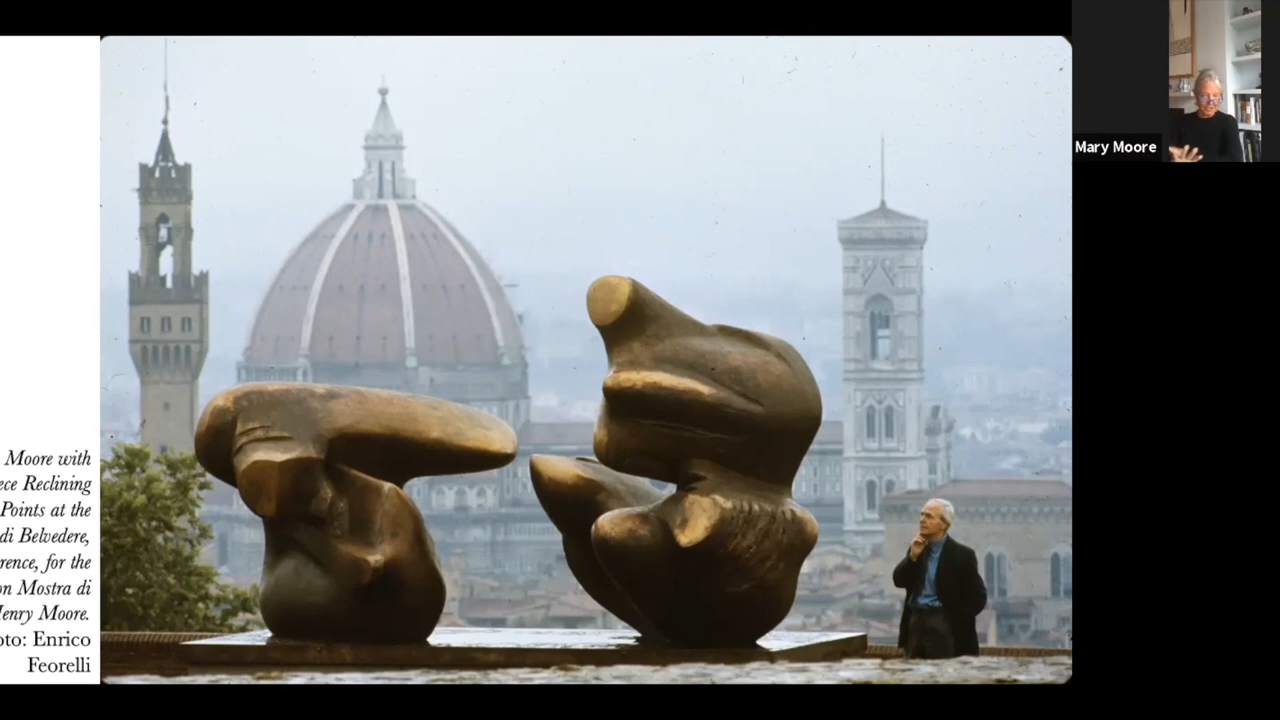 Mary Moore
Moore with
ece Reclining
Points at the
di Belvedere,
rence, for the
on Mostra di
Henry Moore.
oto: Enrico
Feorelli